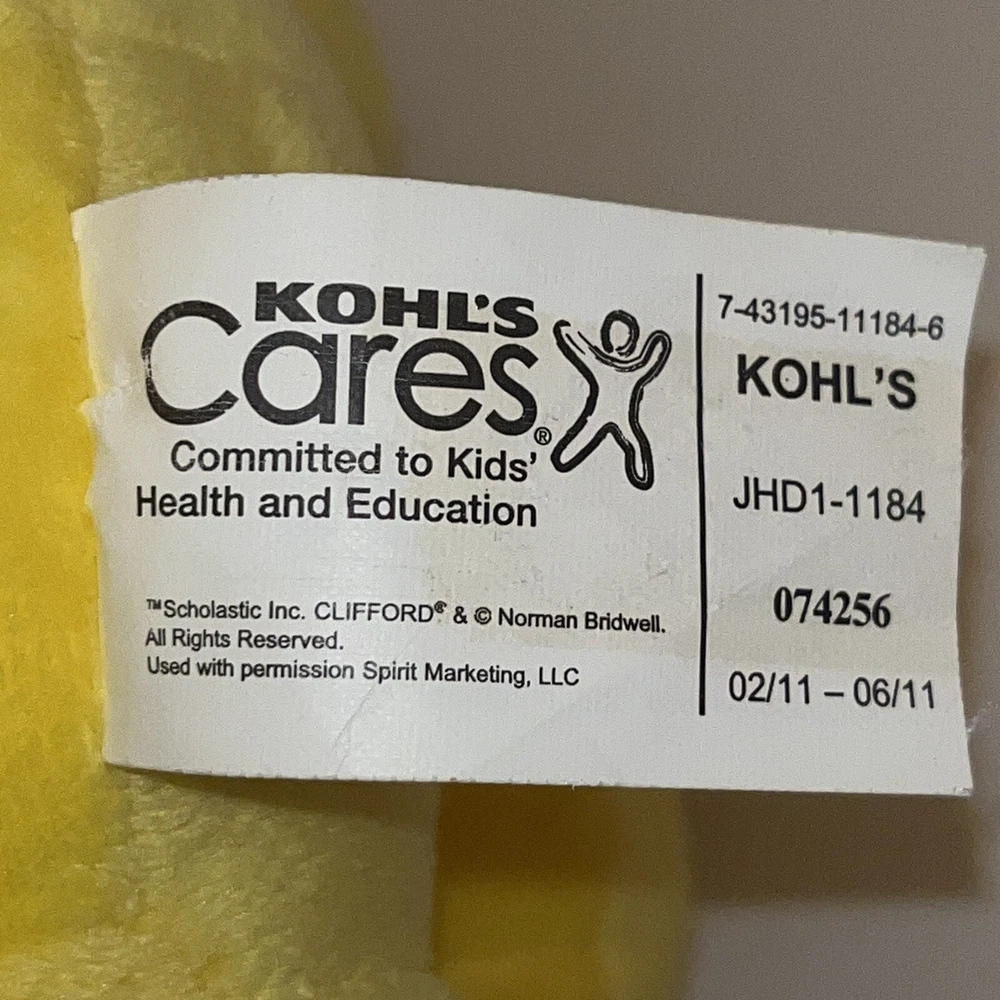 KOHL'S
Cares®
Committed to Kids'
Health and Education
™Scholastic Inc. CLIFFORD® & © Norman Bridwell.
All Rights Reserved.
Used with permission Spirit Marketing, LLC
7-43195-11184-6
KOHL'S
JHD1-1184
074256
02/11 – 06/11